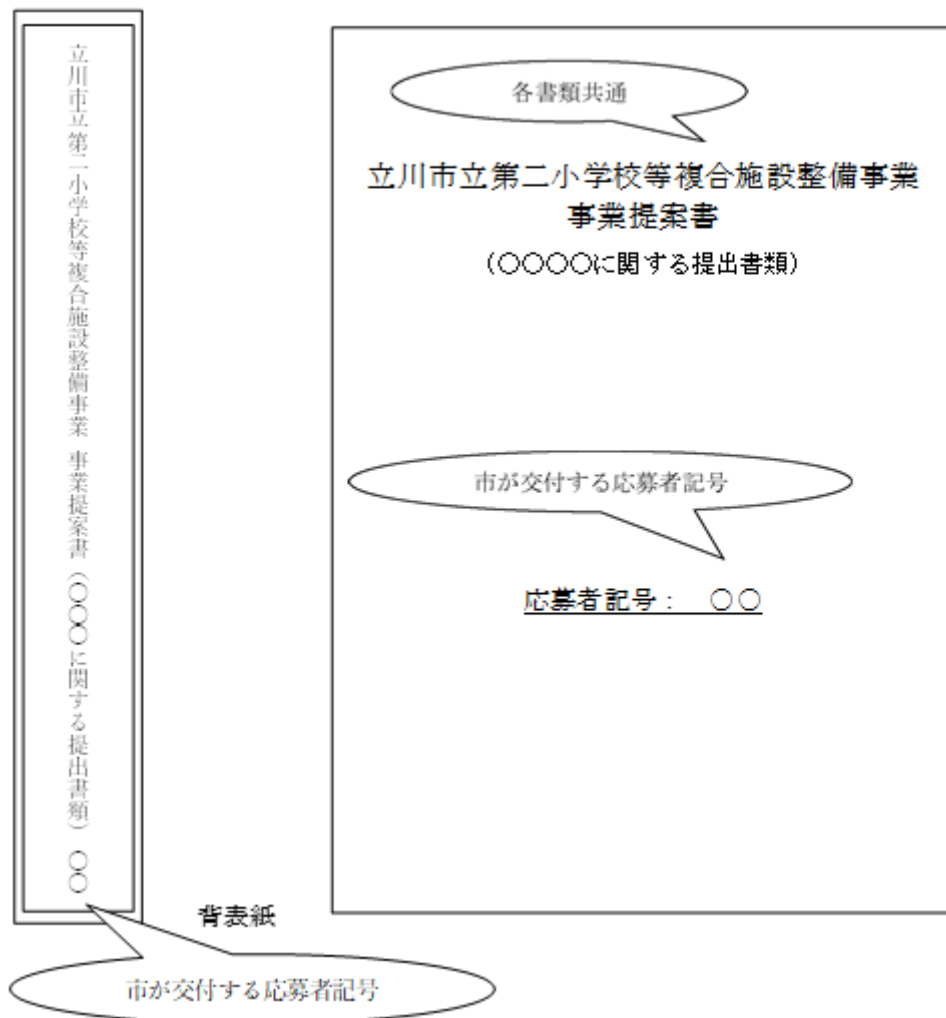 立川市立第二小学校等複合施設整備事業 事業提案書（○○○○に関する提出書類） ○○
各書類共通
立川市立第二小学校等複合施設整備事業
事業提案書
（○○○○に関する提出書類）
市が交付する応募者記号
応募者記号： ○○
背表紙
市が交付する応募者記号